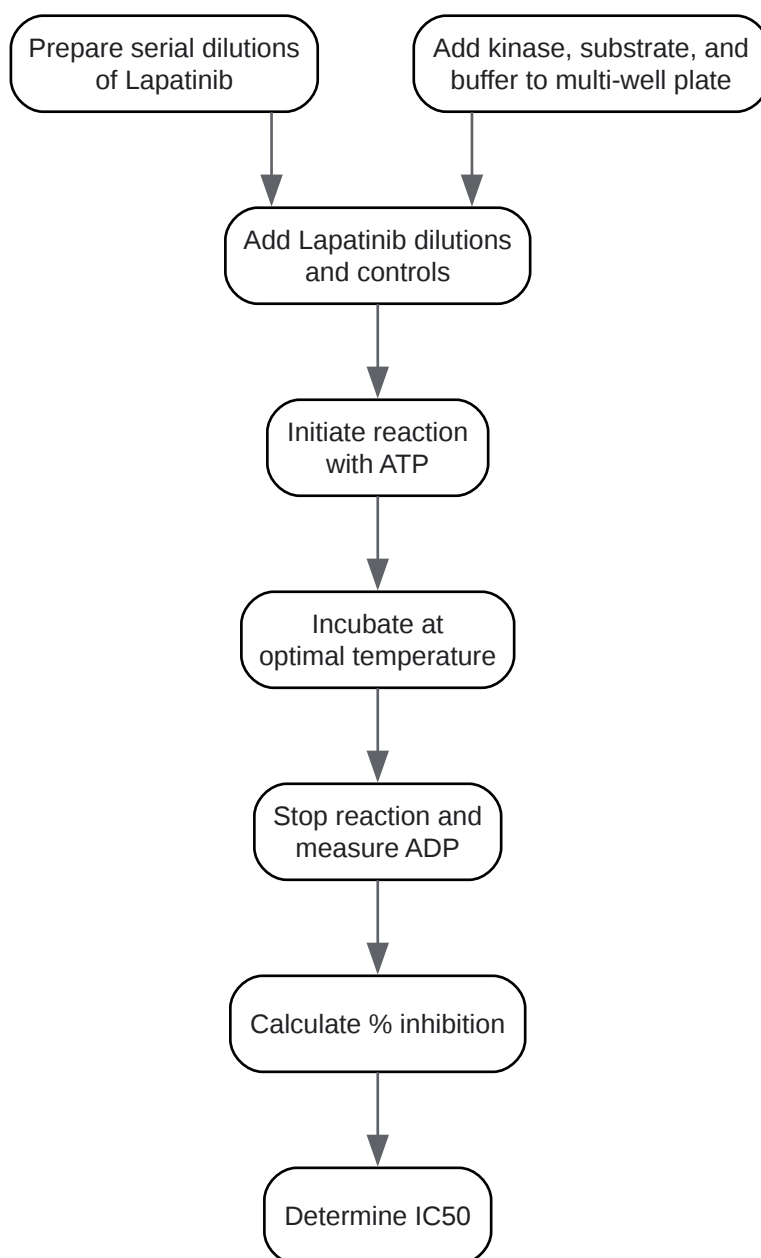 Prepare serial dilutions
of Lapatinib
Add kinase, substrate, and
buffer to multi-well plate
Add Lapatinib dilutions
and controls
Initiate reaction
with ATP
Incubate at
optimal temperature
Stop reaction and
measure ADP
Calculate % inhibition
Determine IC50